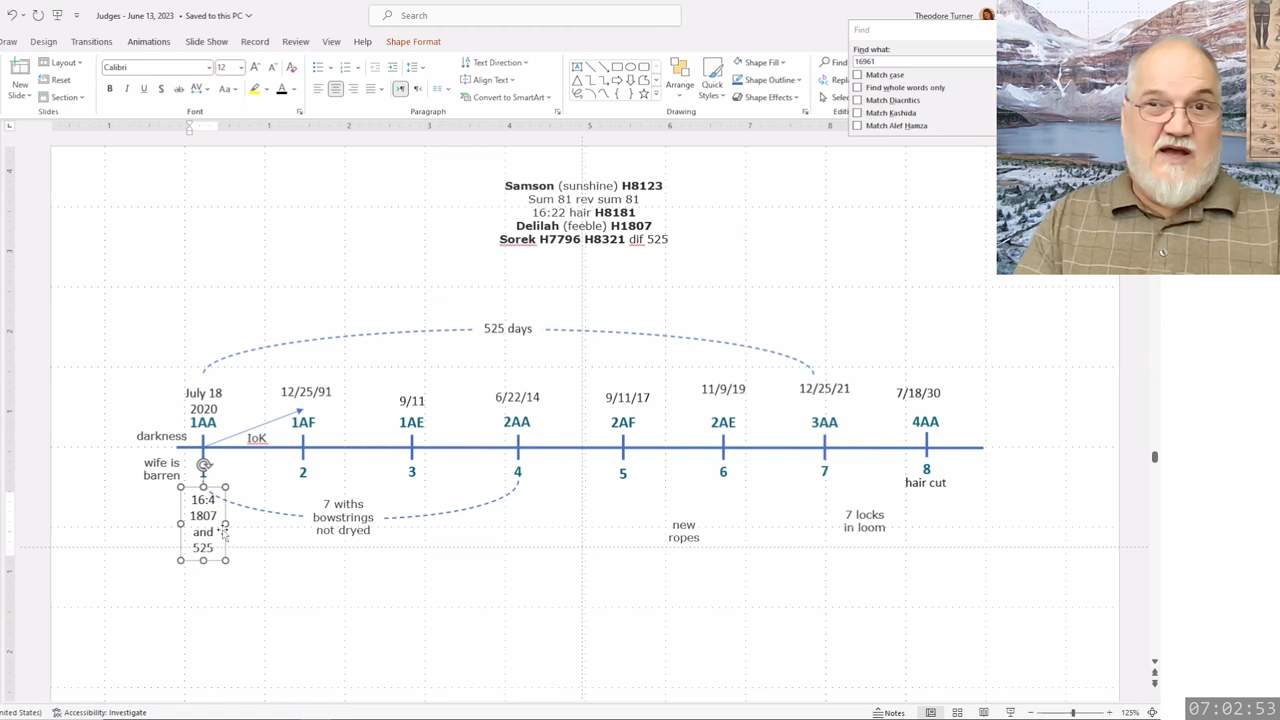 Judges - June 13, 2023 • Saved to this PC
Search
Theodore Turner
Draw
Design
Transitions
Animations
Slide Show
Record
Review
View
Help
Shape Format
New
Slide
Layout
Reset
Section
Slides
Calibri
12
Font
Paragraph
Text Direction
Align Text
Convert to SmartArt
Arrange
Quick
Styles
Shape Fill
Shape Outline
Shape Effects
Drawing
Find
Find what:
16961
Match case
Find whole words only
Match Diacritics
Match Kashida
Match Alef Hamza
Samson (sunshine) H8123
Sum 81 rev sum 81
16:22 hair H8181
Delilah (feeble) H1807
Sorek H7796 H8321 dif 525
525 days
July 18
2020
12/25/91
9/11
6/22/14
9/11/17
11/9/19
12/25/21
7/18/30
1AA
1AF
1AE
2AA
2AF
2AE
3AA
4AA
darkness
IoK
wife is
barren
1
2
3
4
5
6
7
8
hair cut
16:4
1807
and
525
7 withs
bowstrings
not dryed
new
ropes
7 locks
in loom
Accessibility: Investigate
Notes
125%
07:02:53